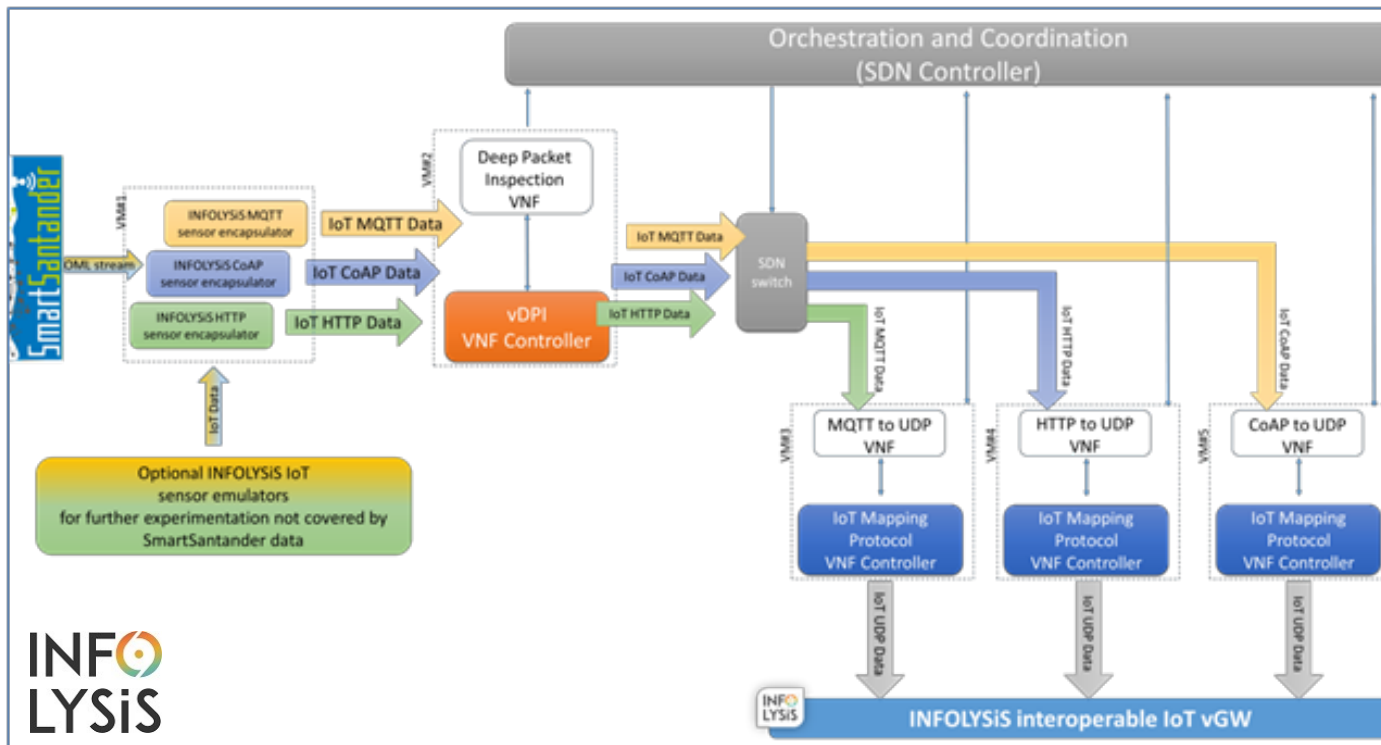 Orchestration and Coordination
(SDN Controller)
SmartSantander
OML stream
VM#1
INFOLYSiS MQTT
sensor encapsulator
INFOLYSiS CoAP
sensor encapsulator
INFOLYSiS HTTP
sensor encapsulator
IoT Data
Optional INFOLYSiS IoT
sensor emulators
for further experimentation not covered by
SmartSantander data
IoT MQTT Data
IoT CoAP Data
IoT HTTP Data
VM#2
Deep Packet
Inspection
VNF
vDPI
VNF Controller
IoT MQTT Data
IoT CoAP Data
IoT HTTP Data
SDN
switch
IoT MQTT Data
IoT HTTP Data
IoT CoAP Data
VM#3
MQTT to UDP
VNF
IoT Mapping
Protocol
VNF Controller
VM#4
HTTP to UDP
VNF
IoT Mapping
Protocol
VNF Controller
VM#5
CoAP to UDP
VNF
IoT Mapping
Protocol
VNF Controller
IoT UDP Data
IoT UDP Data
IoT UDP Data
INFO
LYSiS
INFO
LYSiS
INFOLYSiS interoperable IoT vGW